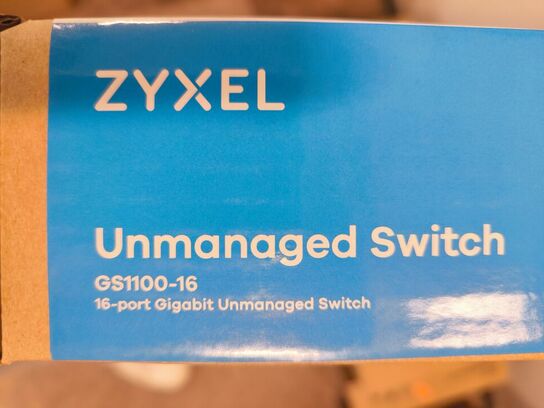 ZYXEL
Unmanaged Switch
GS1100-16
16-port Gigabit Unmanaged Switch